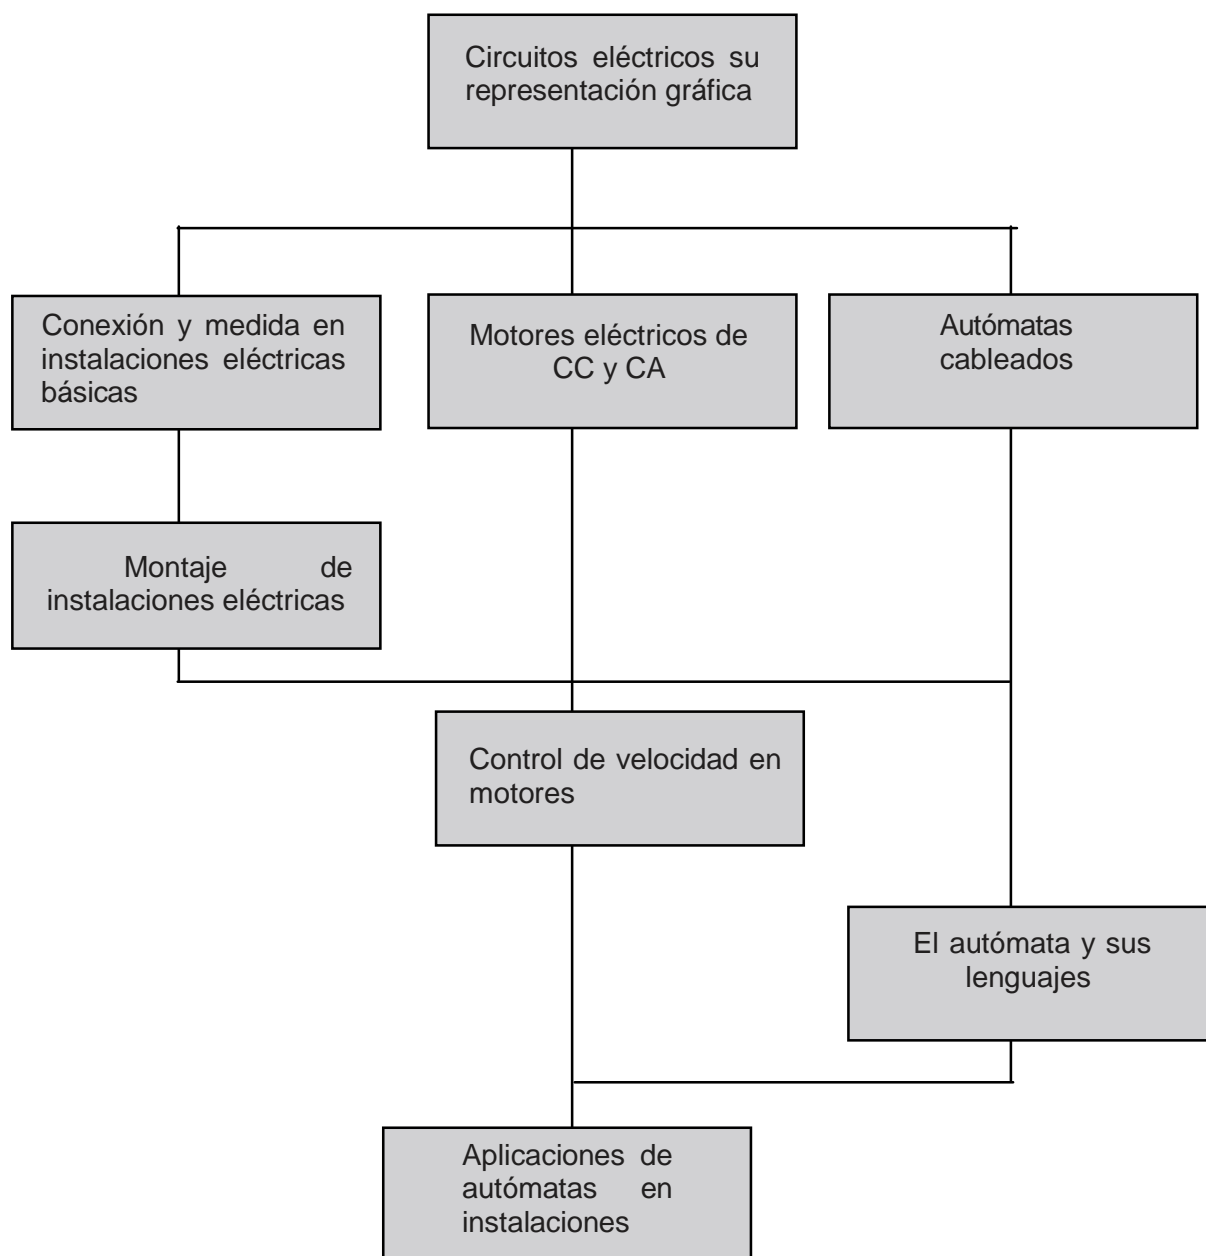 Circuitos eléctricos su
representación gráfica
Conexión y medida en
instalaciones eléctricas
básicas
Motores eléctricos de
CC y CA
Autómatas
cableados
Montaje de
instalaciones eléctricas
Control de velocidad en
motores
El autómata y sus
lenguajes
Aplicaciones de
autómatas en
instalaciones